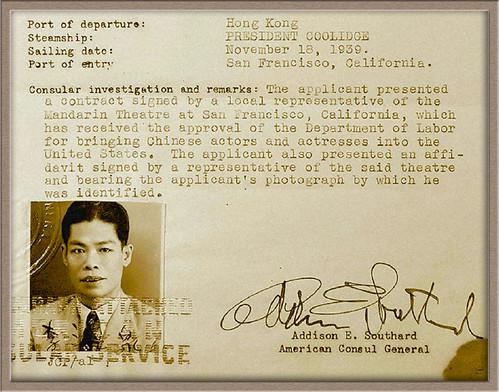 Port of departure: Hong Kong
Steamship: PRESIDENT COOLIDGE
Sailing date: November 18, 1939.
Port of entry San Francisco, California.
Consular investigation and remarks: The applicant presented
a contract signed by a local representative of the
Mandarin Theatre at San Francisco, California, which
has received the approval of the Department of Labor
for bringing Chinese actors and actresses into the
United States. The applicant also presented an affi-
davit signed by a representative of the said theatre
and bearing the applicant's photograph by which he
was identified.
Addison E. Southard
Addison E. Southard
American Consul General
SERVICE